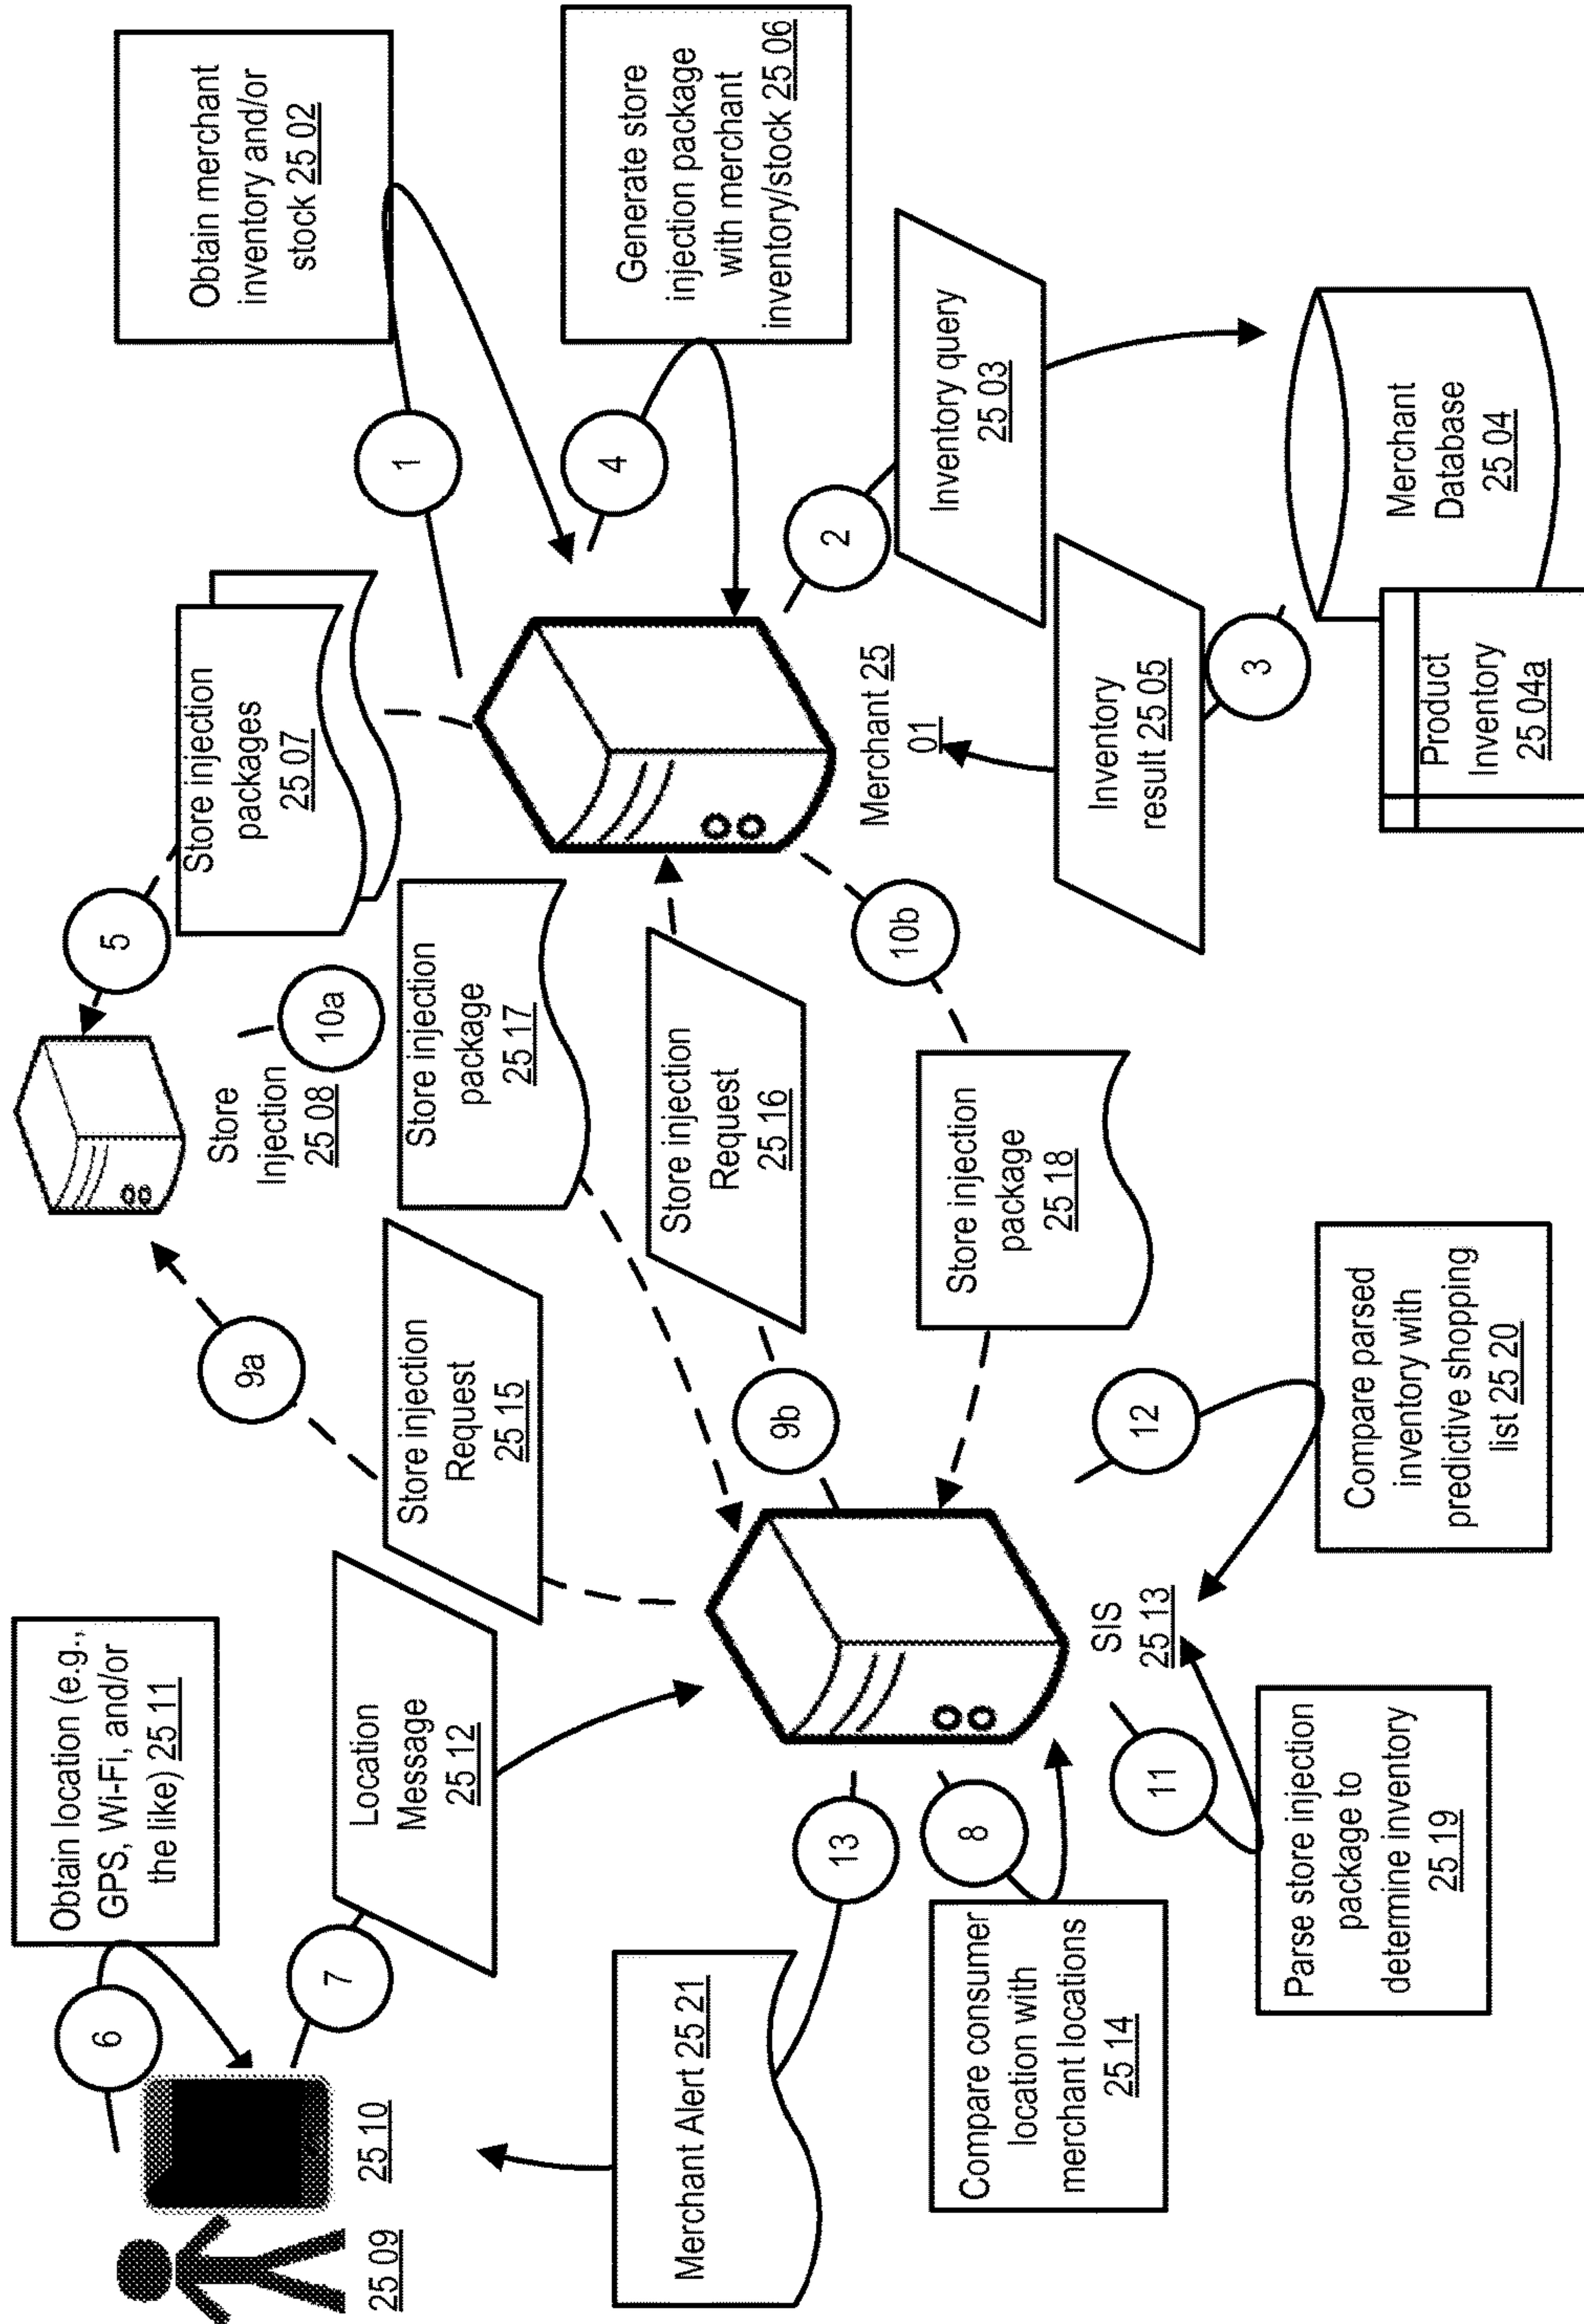 25 09
25 10
6
Obtain location (e.g.,
GPS, Wi-Fi, and/or
the like) 25 11
7
Location
Message
25 12
9a
Store injection
Request
25 15
Store
Injection
25 08
5
10a
Store injection
packages
25 07
Store injection
package
25 17
1
Obtain merchant
inventory and/or
stock 25 02
4
Generate store
injection package
with merchant
inventory/stock 25 06
Merchant Alert 25 21
13
8
Compare consumer
location with
merchant locations
25 14
SIS
25 13
9b
Store injection
Request
25 16
10b
Store injection
package
25 18
Merchant 25
01
2
Inventory query
25 03
Inventory
result 25 05
3
Merchant
Database
25 04
Product
Inventory
25 04a
11
Parse store injection
package to
determine inventory
25 19
12
Compare parsed
inventory with
predictive shopping
list 25 20